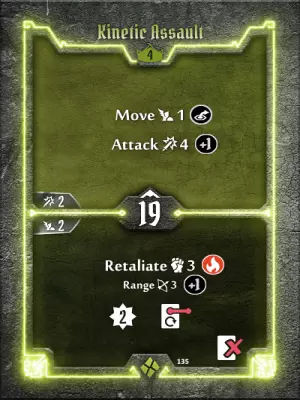 Kinetic Assault
4
Move 1
Attack 4 +1
2
2
19
Retaliate 3
Range 3 +1
2
135